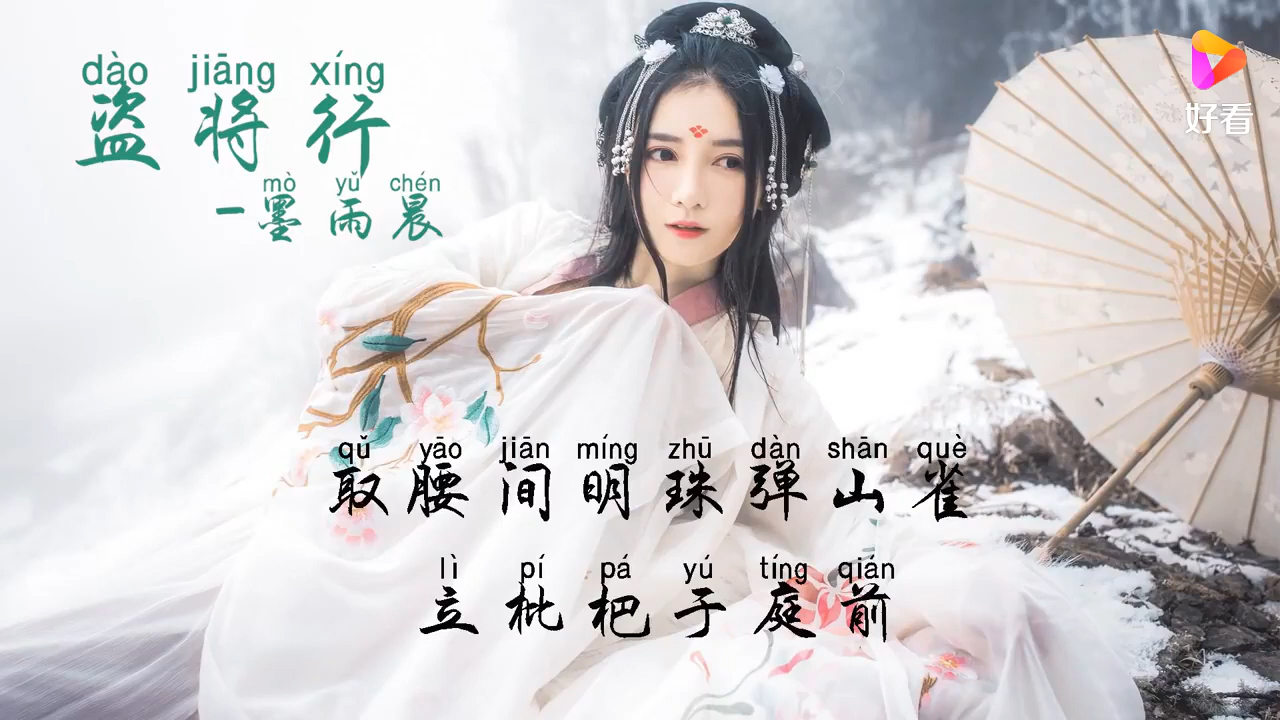 dào jiāng xíng
盗将行
mò yǔ chén
-墨雨晨
好看
qǔ yāo jiān míng zhū dàn shān què
取腰间明珠弹山雀
lì pí pá yú tíng qián
立枇杷于庭前